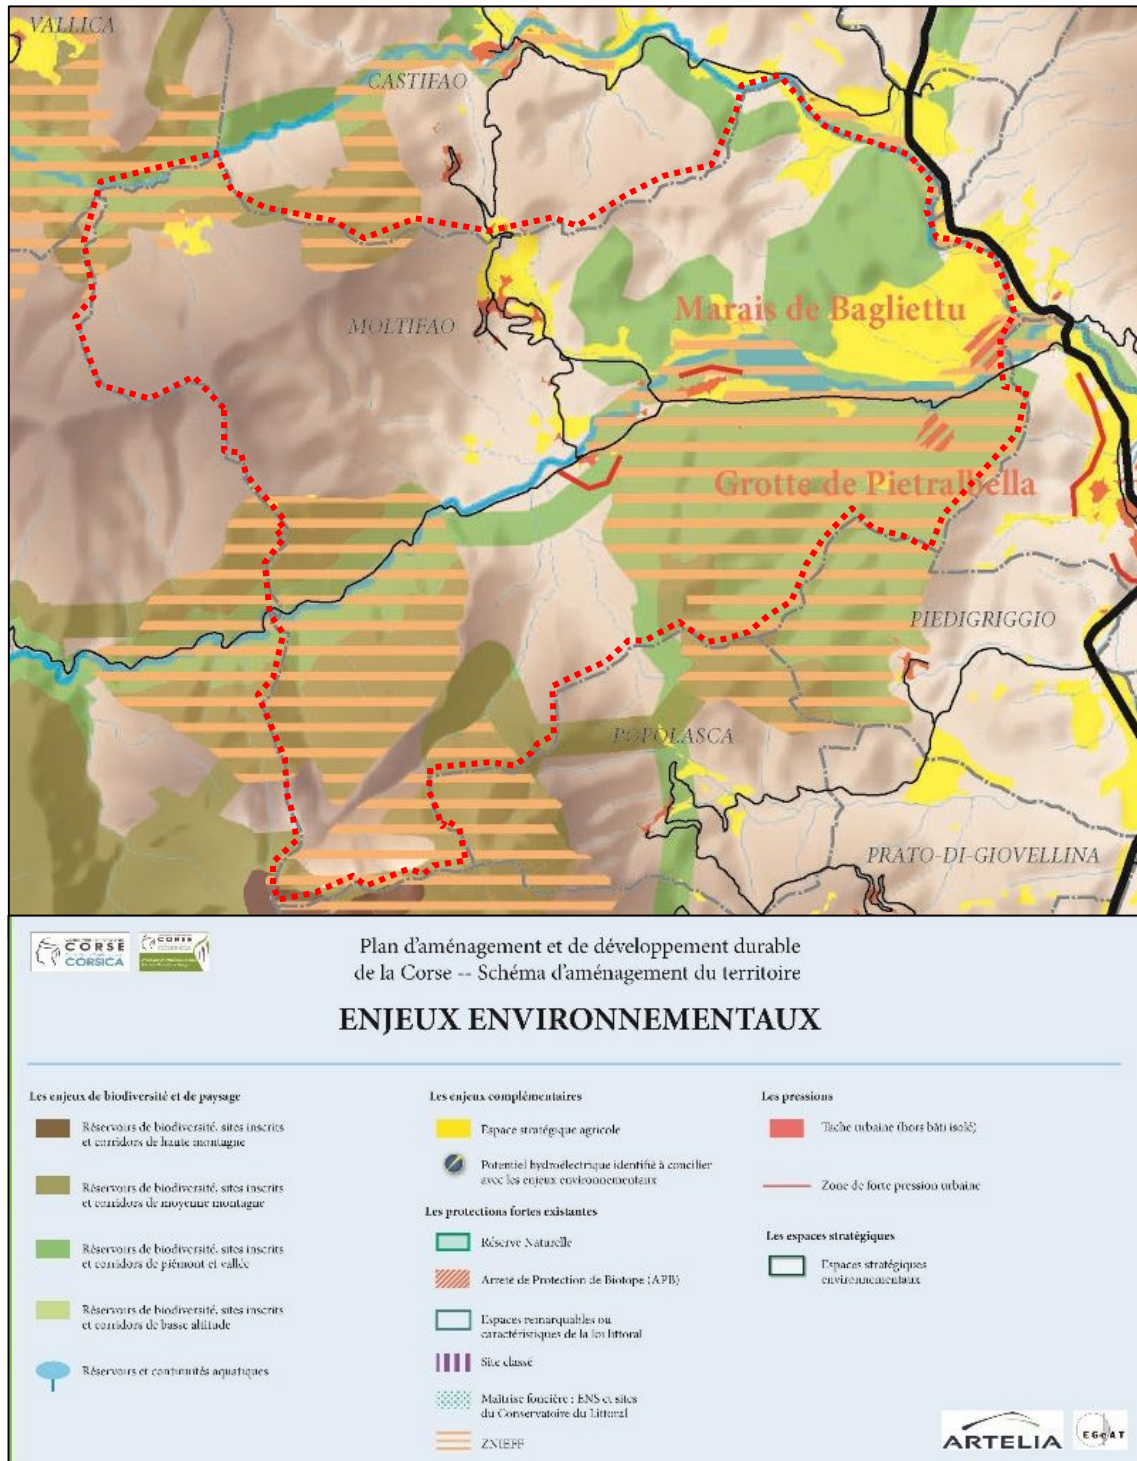 VALLICA
CASTIFAO
MOLTIFAO
Marais de Bagliettu
Grotte de Pietralbella
PIEDIGRIGGIO
POPOLASCA
PRATO-DI-GIOVELLINA
CORSE
CORSICA
CORSE
Plan d'aménagement et de développement durable
de la Corse -- Schéma d'aménagement du territoire
ENJEUX ENVIRONNEMENTAUX
Les enjeux de biodiversité et de paysage
Réservoirs de biodiversité, sites inscrits
et corridors de haute montagne
Réservoirs de biodiversité, sites inscrits
et corridors de moyenne montagne
Réservoirs de biodiversité, sites inscrits
et corridors de piémont et vallée
Réservoirs de biodiversité, sites inscrits
et corridors de basse altitude
Réservoirs et continuités aquatiques
Les enjeux complémentaires
Espace stratégique agricole
Potentiel hydroélectrique identifié à concilier
avec les enjeux environnementaux
Les protections fortes existantes
Réserve Naturelle
Arreté de Protection de Biotope (APB)
Espaces remarquables ou
caractéristiques de la loi littoral
Site classé
Maîtrise foncière : ENS et sites
du Conservatoire du Littoral
ZNIEFF
Les pressions
Tache urbaine (hors bâti isolé)
Zone de forte pression urbaine
Les espaces stratégiques
Espaces stratégiques
environnementaux
ARTELIA
EGeAT